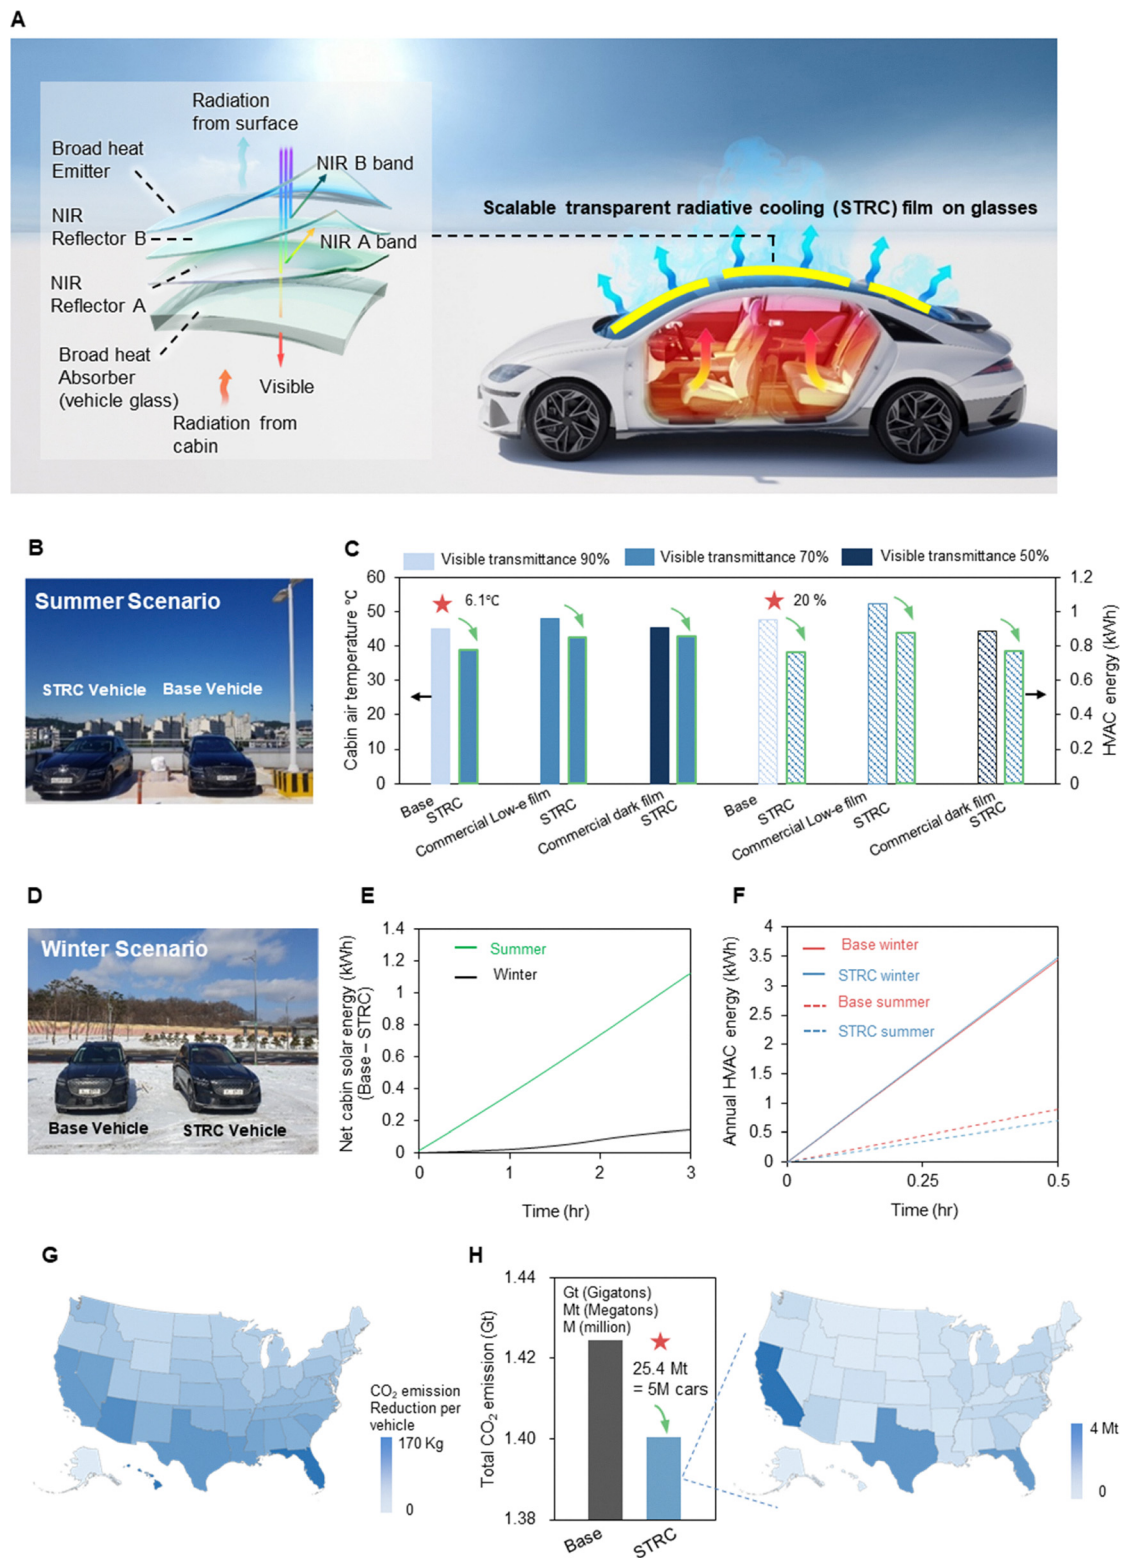 A
Radiation
from surface
Broad heat
Emitter
NIR B band
NIR
Reflector B
NIR A band
NIR
Reflector A
Broad heat
Absorber
(vehicle glass)
Visible
Radiation from
cabin
Scalable transparent radiative cooling (STRC) film on glasses
B
Summer Scenario
STRC Vehicle
Base Vehicle
C
Visible transmittance 90%
Visible transmittance 70%
Visible transmittance 50%
Cabin air temperature °C
60
50
40
30
20
10
0
6.1°C
20 %
1.2
1
0.8
0.6
0.4
0.2
0
HVAC energy (kWh)
Base
STRC
Commercial Low-e film
STRC
Commercial dark film
STRC
Base
STRC
Commercial Low-e film
STRC
Commercial dark film
STRC
D
Winter Scenario
Base Vehicle
STRC Vehicle
E
Net cabin solar energy (kWh)
(Base – STRC)
1.4
1.2
1
0.8
0.6
0.4
0.2
0
Summer
Winter
0
1
2
3
Time (hr)
F
Annual HVAC energy (kWh)
4
3.5
3
2.5
2
1.5
1
0.5
0
Base winter
STRC winter
Base summer
STRC summer
0
0.25
0.5
Time (hr)
G
CO₂ emission
Reduction per
vehicle
170 Kg
0
H
Total CO₂ emission (Gt)
1.44
1.42
1.40
1.38
Gt (Gigatons)
Mt (Megatons)
M (million)
25.4 Mt
= 5M cars
Base
STRC
4 Mt
0